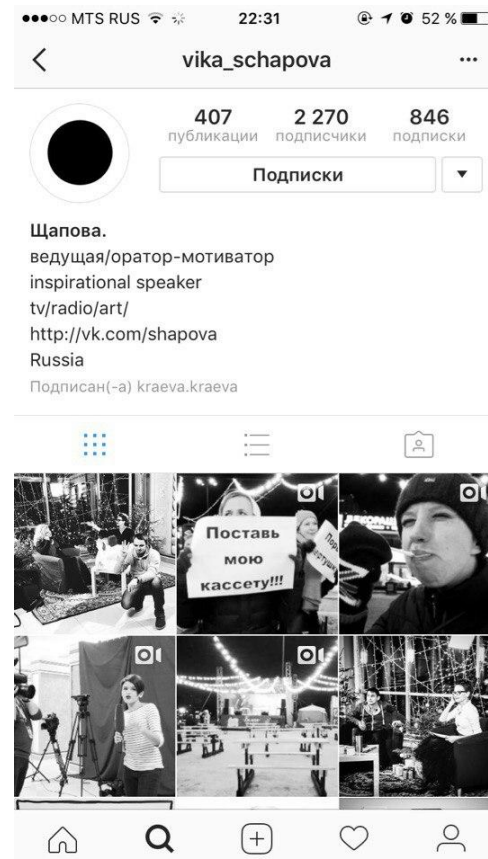 MTS RUS 22:31 52 %
vika_schapova
407 2 270 846
публикации подписчики подписки
Подписки
Щапова.
ведущая/оратор-мотиватор
inspirational speaker
tv/radio/art/
http://vk.com/shapova
Russia
Подписан(-а) kraeva.kraeva
Поставь
мою
кассету!!!